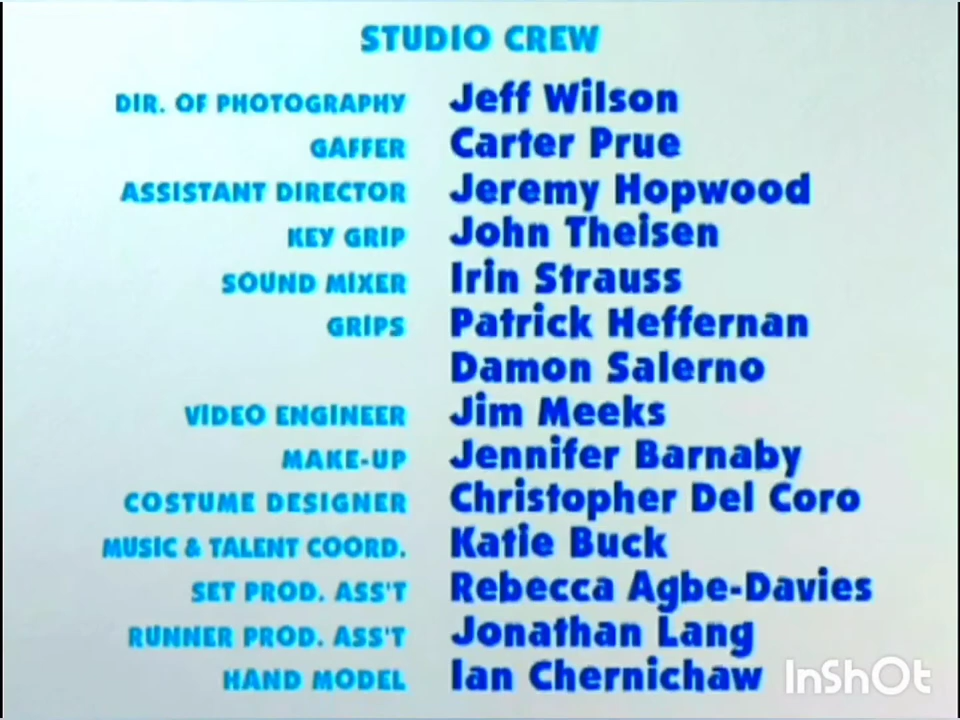 STUDIO CREW
DIR. OF PHOTOGRAPHY Jeff Wilson
GAFFER Carter Prue
ASSISTANT DIRECTOR Jeremy Hopwood
KEY GRIP John Theisen
SOUND MIXER Irin Strauss
GRIPS Patrick Heffernan
Damon Salerno
VIDEO ENGINEER Jim Meeks
MAKE-UP Jennifer Barnaby
COSTUME DESIGNER Christopher Del Coro
MUSIC & TALENT COORD. Katie Buck
SET PROD. ASS'T Rebecca Agbe-Davies
RUNNER PROD. ASS'T Jonathan Lang
HAND MODEL Ian Chernichaw
InShOt